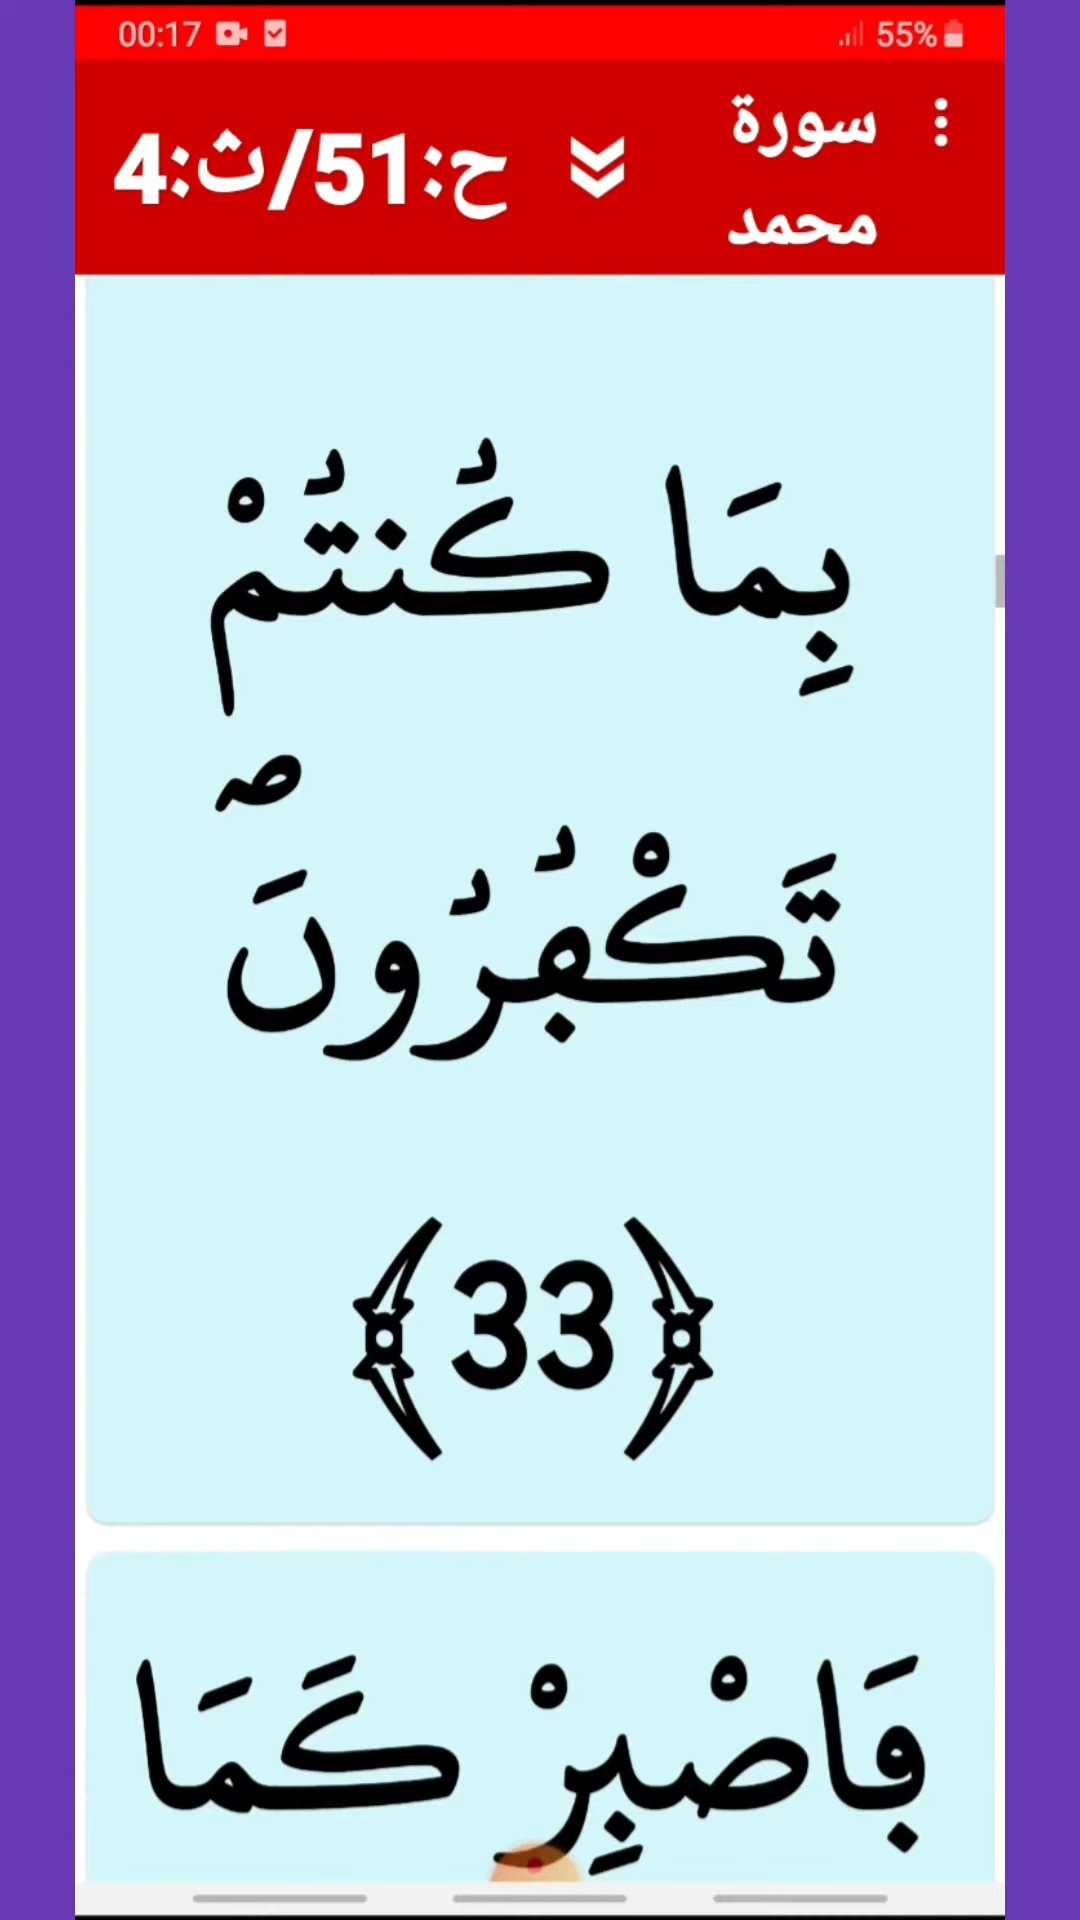 00:17
55%
سورة
محمد
ح:51/ث:4
بِمَا كُنتُمْ
تَكْڢُرُونَۖ
﴿33﴾
ڢَاصْبِرْ كَمَا